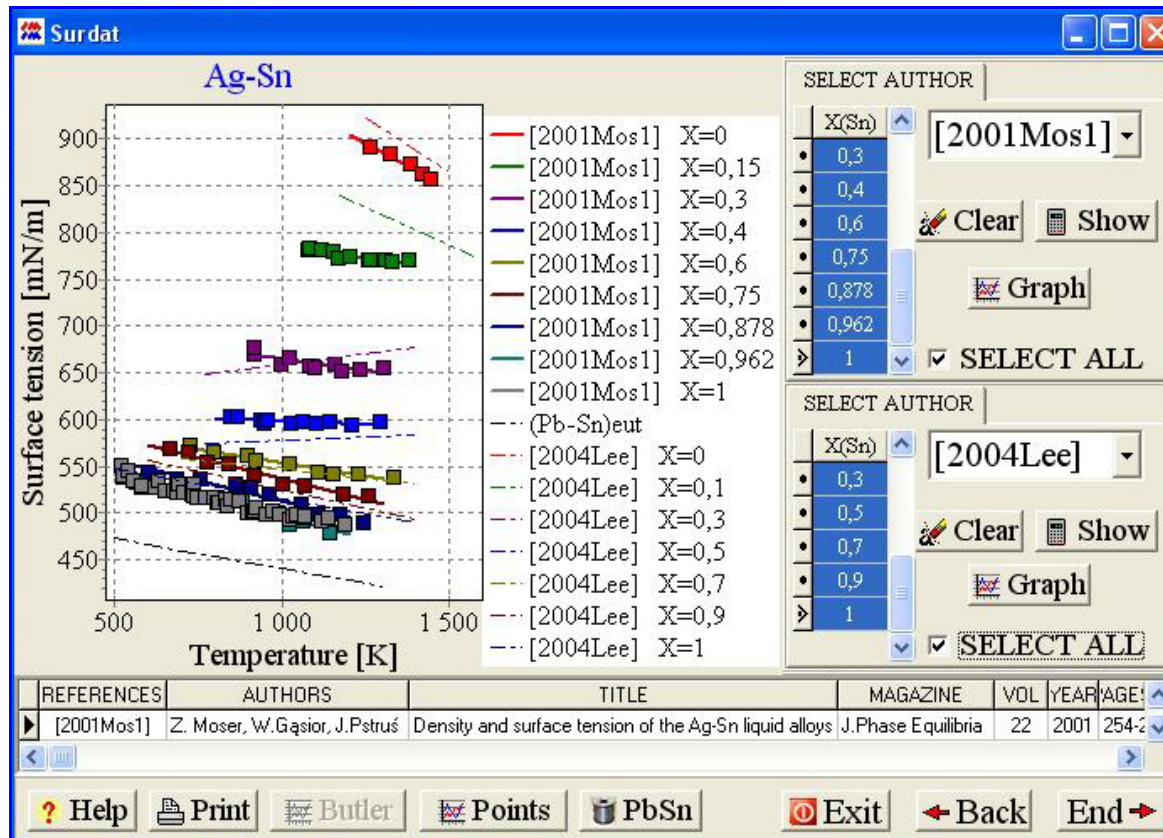 Surdat
Ag-Sn
Surface tension [mN/m]
900
850
800
750
700
650
600
550
500
450
500
1 000
1 500
Temperature [K]
[2001Mos1] X=0
[2001Mos1] X=0,15
[2001Mos1] X=0,3
[2001Mos1] X=0,4
[2001Mos1] X=0,6
[2001Mos1] X=0,75
[2001Mos1] X=0,878
[2001Mos1] X=0,962
[2001Mos1] X=1
(Pb-Sn)eut
[2004Lee] X=0
[2004Lee] X=0,1
[2004Lee] X=0,3
[2004Lee] X=0,5
[2004Lee] X=0,7
[2004Lee] X=0,9
[2004Lee] X=1
SELECT AUTHOR
X(Sn)
0,3
0,4
0,6
0,75
0,878
0,962
1
[2001Mos1]
Clear
Show
Graph
SELECT ALL
SELECT AUTHOR
X(Sn)
0,3
0,5
0,7
0,9
1
[2004Lee]
Clear
Show
Graph
SELECT ALL
REFERENCES AUTHORS TITLE MAGAZINE VOL YEAR
[2001Mos1] Z. Moser, W.Gąsior, J.Pstruś Density and surface tension of the Ag-Sn liquid alloys J.Phase Equilibria 22 2001 254-2
Help Print Butler Points PbSn Exit Back End